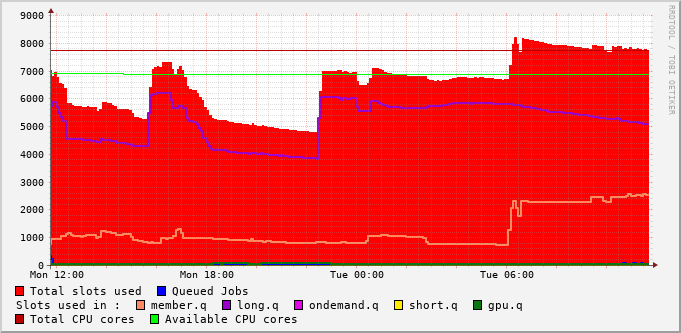 9000
8000
7000
6000
5000
4000
3000
2000
1000
0
Mon 12:00 Mon 18:00 Tue 00:00 Tue 06:00
RRDTOOL / TOBI OETIKER
Total slots used Queued Jobs
Slots used in : member.q long.q ondemand.q short.q gpu.q
Total CPU cores Available CPU cores